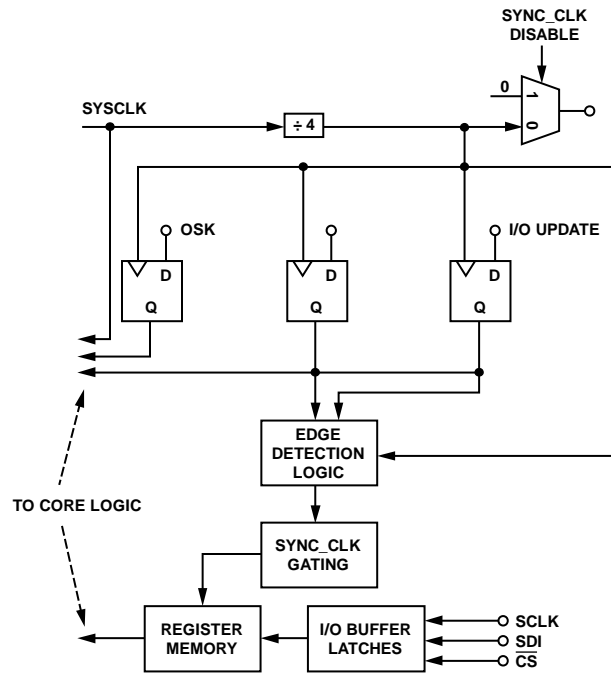 SYNC_CLK
DISABLE
0
1
0
SYSCLK
÷ 4
OSK
I/O UPDATE
D
Q
D
Q
D
Q
EDGE
DETECTION
LOGIC
TO CORE LOGIC
SYNC_CLK
GATING
REGISTER
MEMORY
I/O BUFFER
LATCHES
SCLK
SDI
C̅S̅